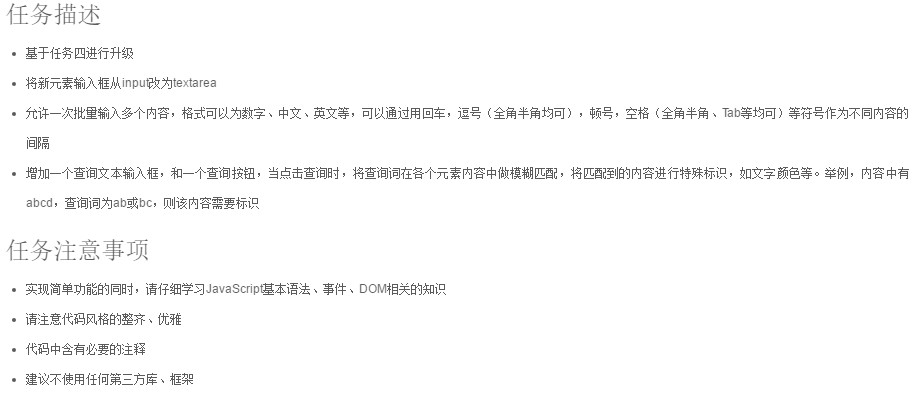 任务描述
基于任务四进行升级
将新元素输入框从input改为textarea
允许一次批量输入多个内容，格式可以为数字、中文、英文等，可以通过用回车，逗号（全角半角均可），顿号，空格（全角半角、Tab等均可）等符号作为不同内容的
间隔
增加一个查询文本输入框，和一个查询按钮，当点击查询时，将查询词在各个元素内容中做模糊匹配，将匹配到的内容进行特殊标识，如文字颜色等。举例，内容中有
abcd，查询词为ab或bc，则该内容需要标识
任务注意事项
实现简单功能的同时，请仔细学习JavaScript基本语法、事件、DOM相关的知识
请注意代码风格的整齐、优雅
代码中含有必要的注释
建议不使用任何第三方库、框架